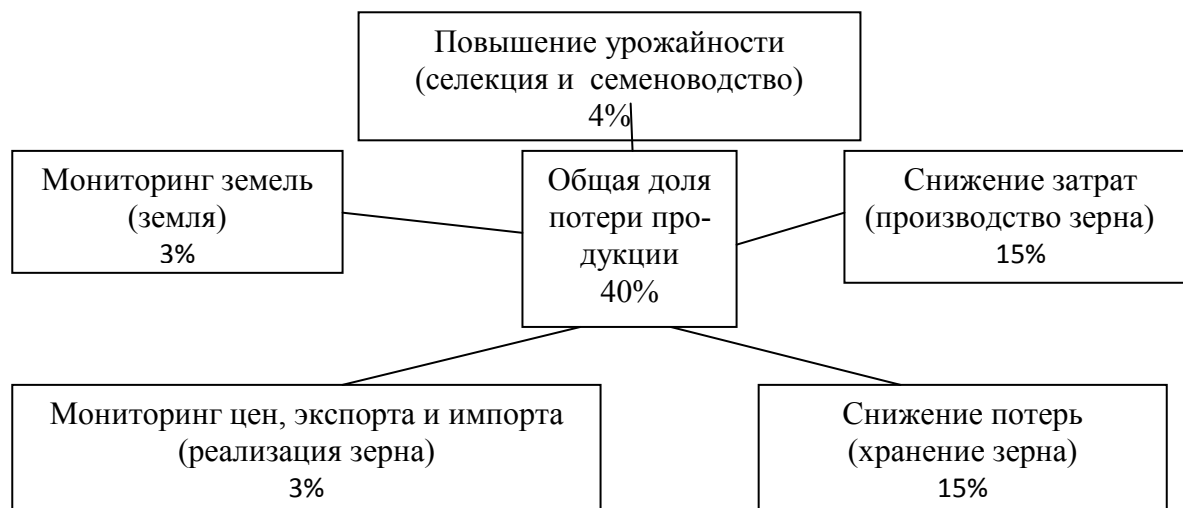 Повышение урожайности
(селекция и семеноводство)
4%
Мониторинг земель
(земля)
3%
Общая доля
потери про-
дукции
40%
Снижение затрат
(производство зерна)
15%
Мониторинг цен, экспорта и импорта
(реализация зерна)
3%
Снижение потерь
(хранение зерна)
15%